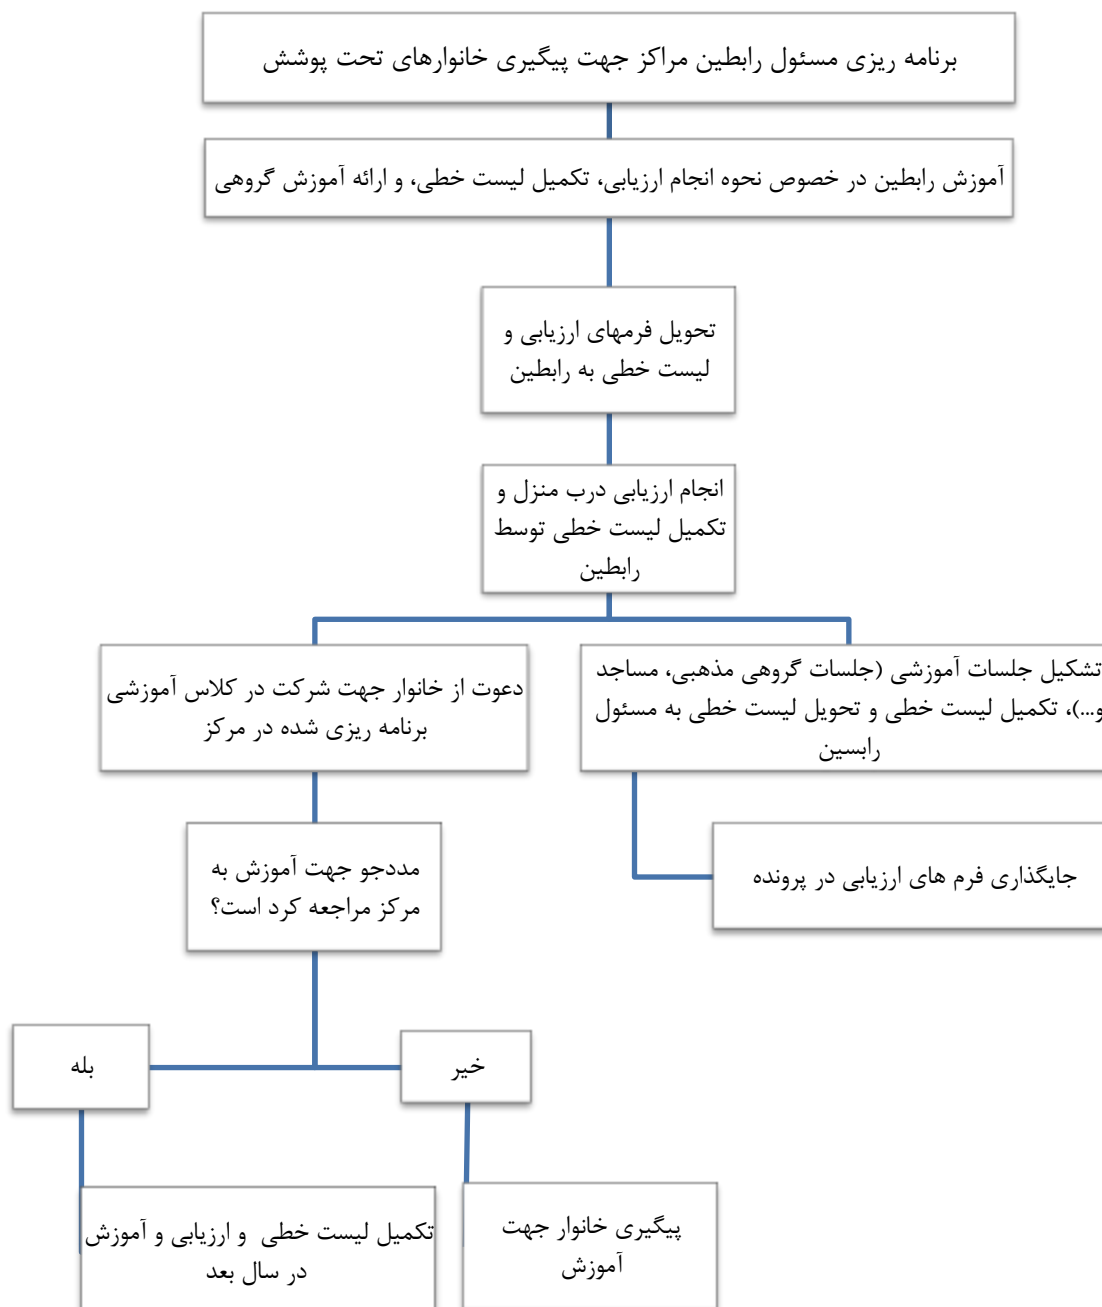 برنامه ریزی مسئول رابطین مراکز جهت پیگیری خانوارهای تحت پوشش
آموزش رابطین در خصوص نحوه انجام ارزیابی، تکمیل لیست خطی، و ارائه آموزش گروهی
تحویل فرمهای ارزیابی و
لیست خطی به رابطین
انجام ارزیابی درب منزل و
تکمیل لیست خطی توسط
رابطین
تشکیل جلسات آموزشی (جلسات گروهی مذهبی، مساجد
و...)، تکمیل لیست خطی و تحویل لیست خطی به مسئول
رابسین
جایگذاری فرم های ارزیابی در پرونده
دعوت از خانوار جهت شرکت در کلاس آموزشی
برنامه ریزی شده در مرکز
مددجو جهت آموزش به
مرکز مراجعه کرد است؟
خیر
بله
پیگیری خانوار جهت
آموزش
تکمیل لیست خطی و ارزیابی و آموزش
در سال بعد